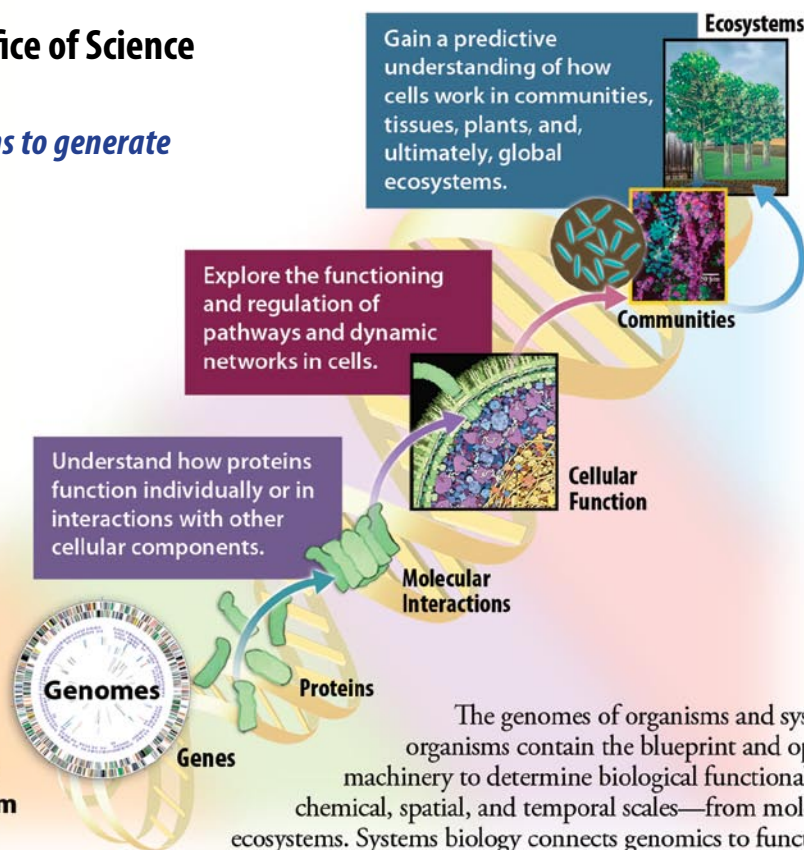 fice of Science
s to generate
Ecosystems
Gain a predictive
understanding of how
cells work in communities,
tissues, plants, and,
ultimately, global
ecosystems.
Communities
Explore the functioning
and regulation of
pathways and dynamic
networks in cells.
Cellular
Function
Understand how proteins
function individually or in
interactions with other
cellular components.
Molecular
Interactions
Genomes
Proteins
Genes
The genomes of organisms and sys
organisms contain the blueprint and op
machinery to determine biological functiona
chemical, spatial, and temporal scales—from mol
ecosystems. Systems biology connects genomics to func
m